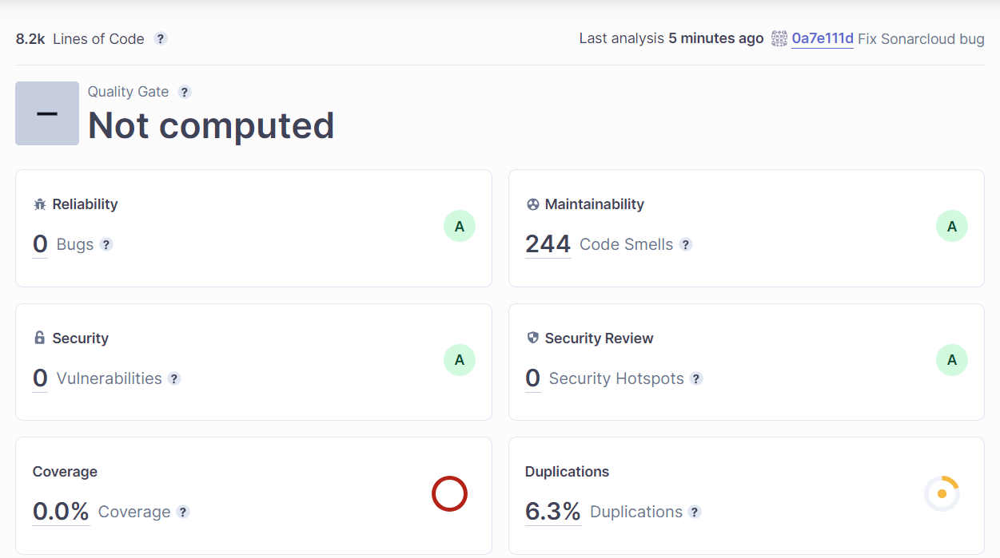 8.2k Lines of Code ? Last analysis 5 minutes ago 0a7e111d Fix Sonarcloud bug
Quality Gate ?
Not computed
Reliability
0 Bugs ?
A
Maintainability
244 Code Smells ?
A
Security
0 Vulnerabilities ?
A
Security Review
0 Security Hotspots ?
A
Coverage
0.0% Coverage ?
Duplications
6.3% Duplications ?